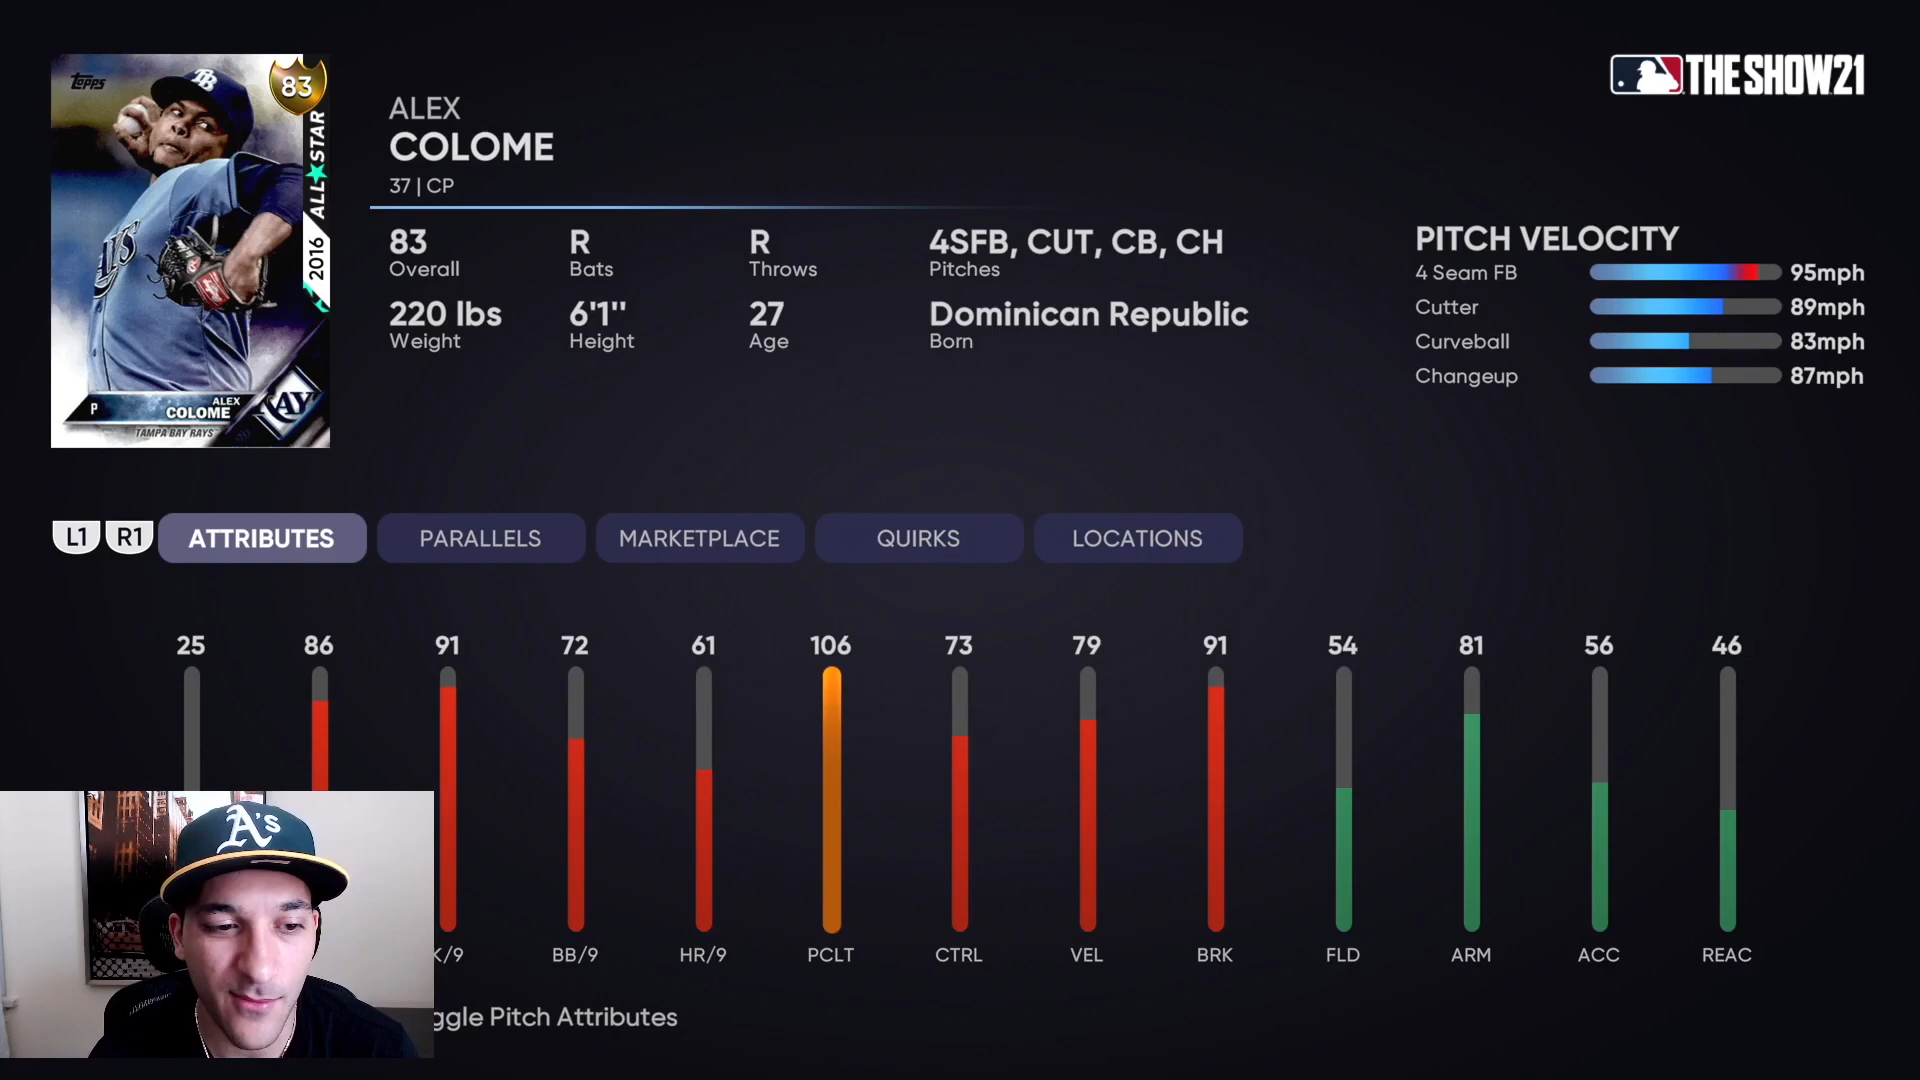 Topps
83
2016 ALL★STAR
P
ALEX
COLOME
TAMPA BAY RAYS
ALEX
COLOME
37 | CP
83
Overall
R
Bats
R
Throws
4SFB, CUT, CB, CH
Pitches
220 lbs
Weight
6'1''
Height
27
Age
Dominican Republic
Born
THE SHOW 21
PITCH VELOCITY
4 Seam FB 95mph
Cutter 89mph
Curveball 83mph
Changeup 87mph
L1 R1 ATTRIBUTES PARALLELS MARKETPLACE QUIRKS LOCATIONS
25 86 91 72 61 106 73 79 91 54 81 56 46
K/9 BB/9 HR/9 PCLT CTRL VEL BRK FLD ARM ACC REAC
A's
ggle Pitch Attributes